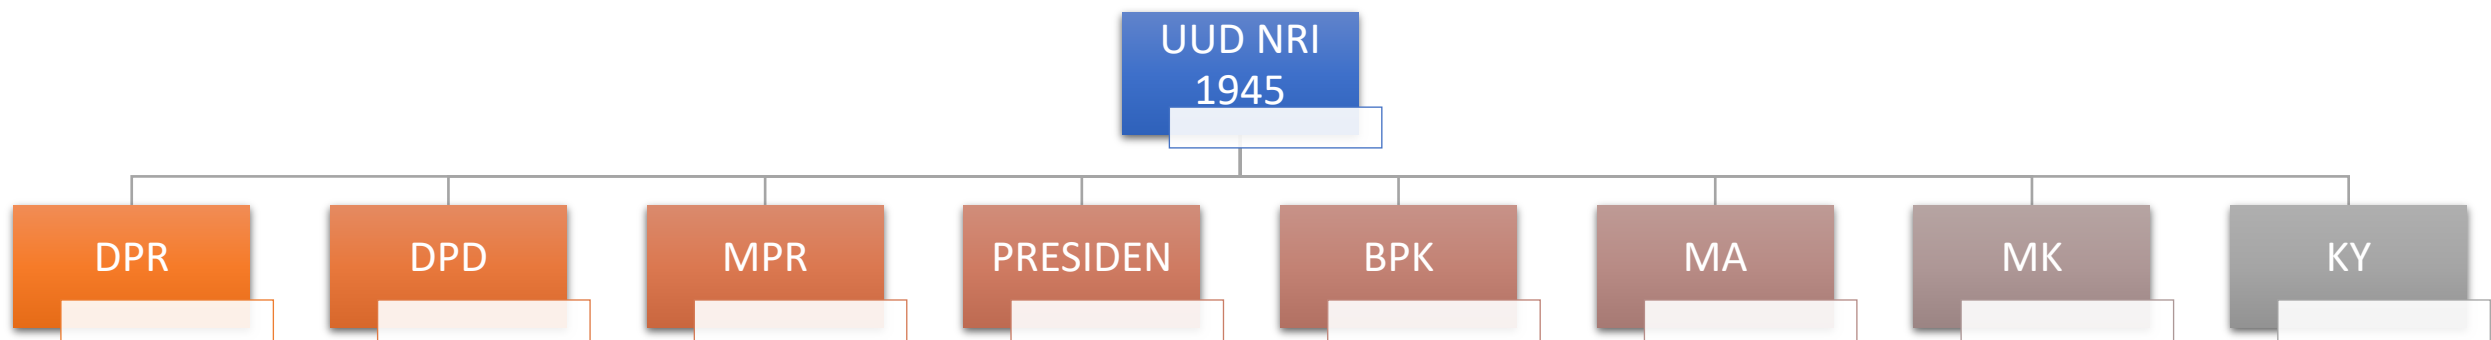 UUD NRI
1945
DPR
DPD
MPR
PRESIDEN
BPK
MA
MK
KY